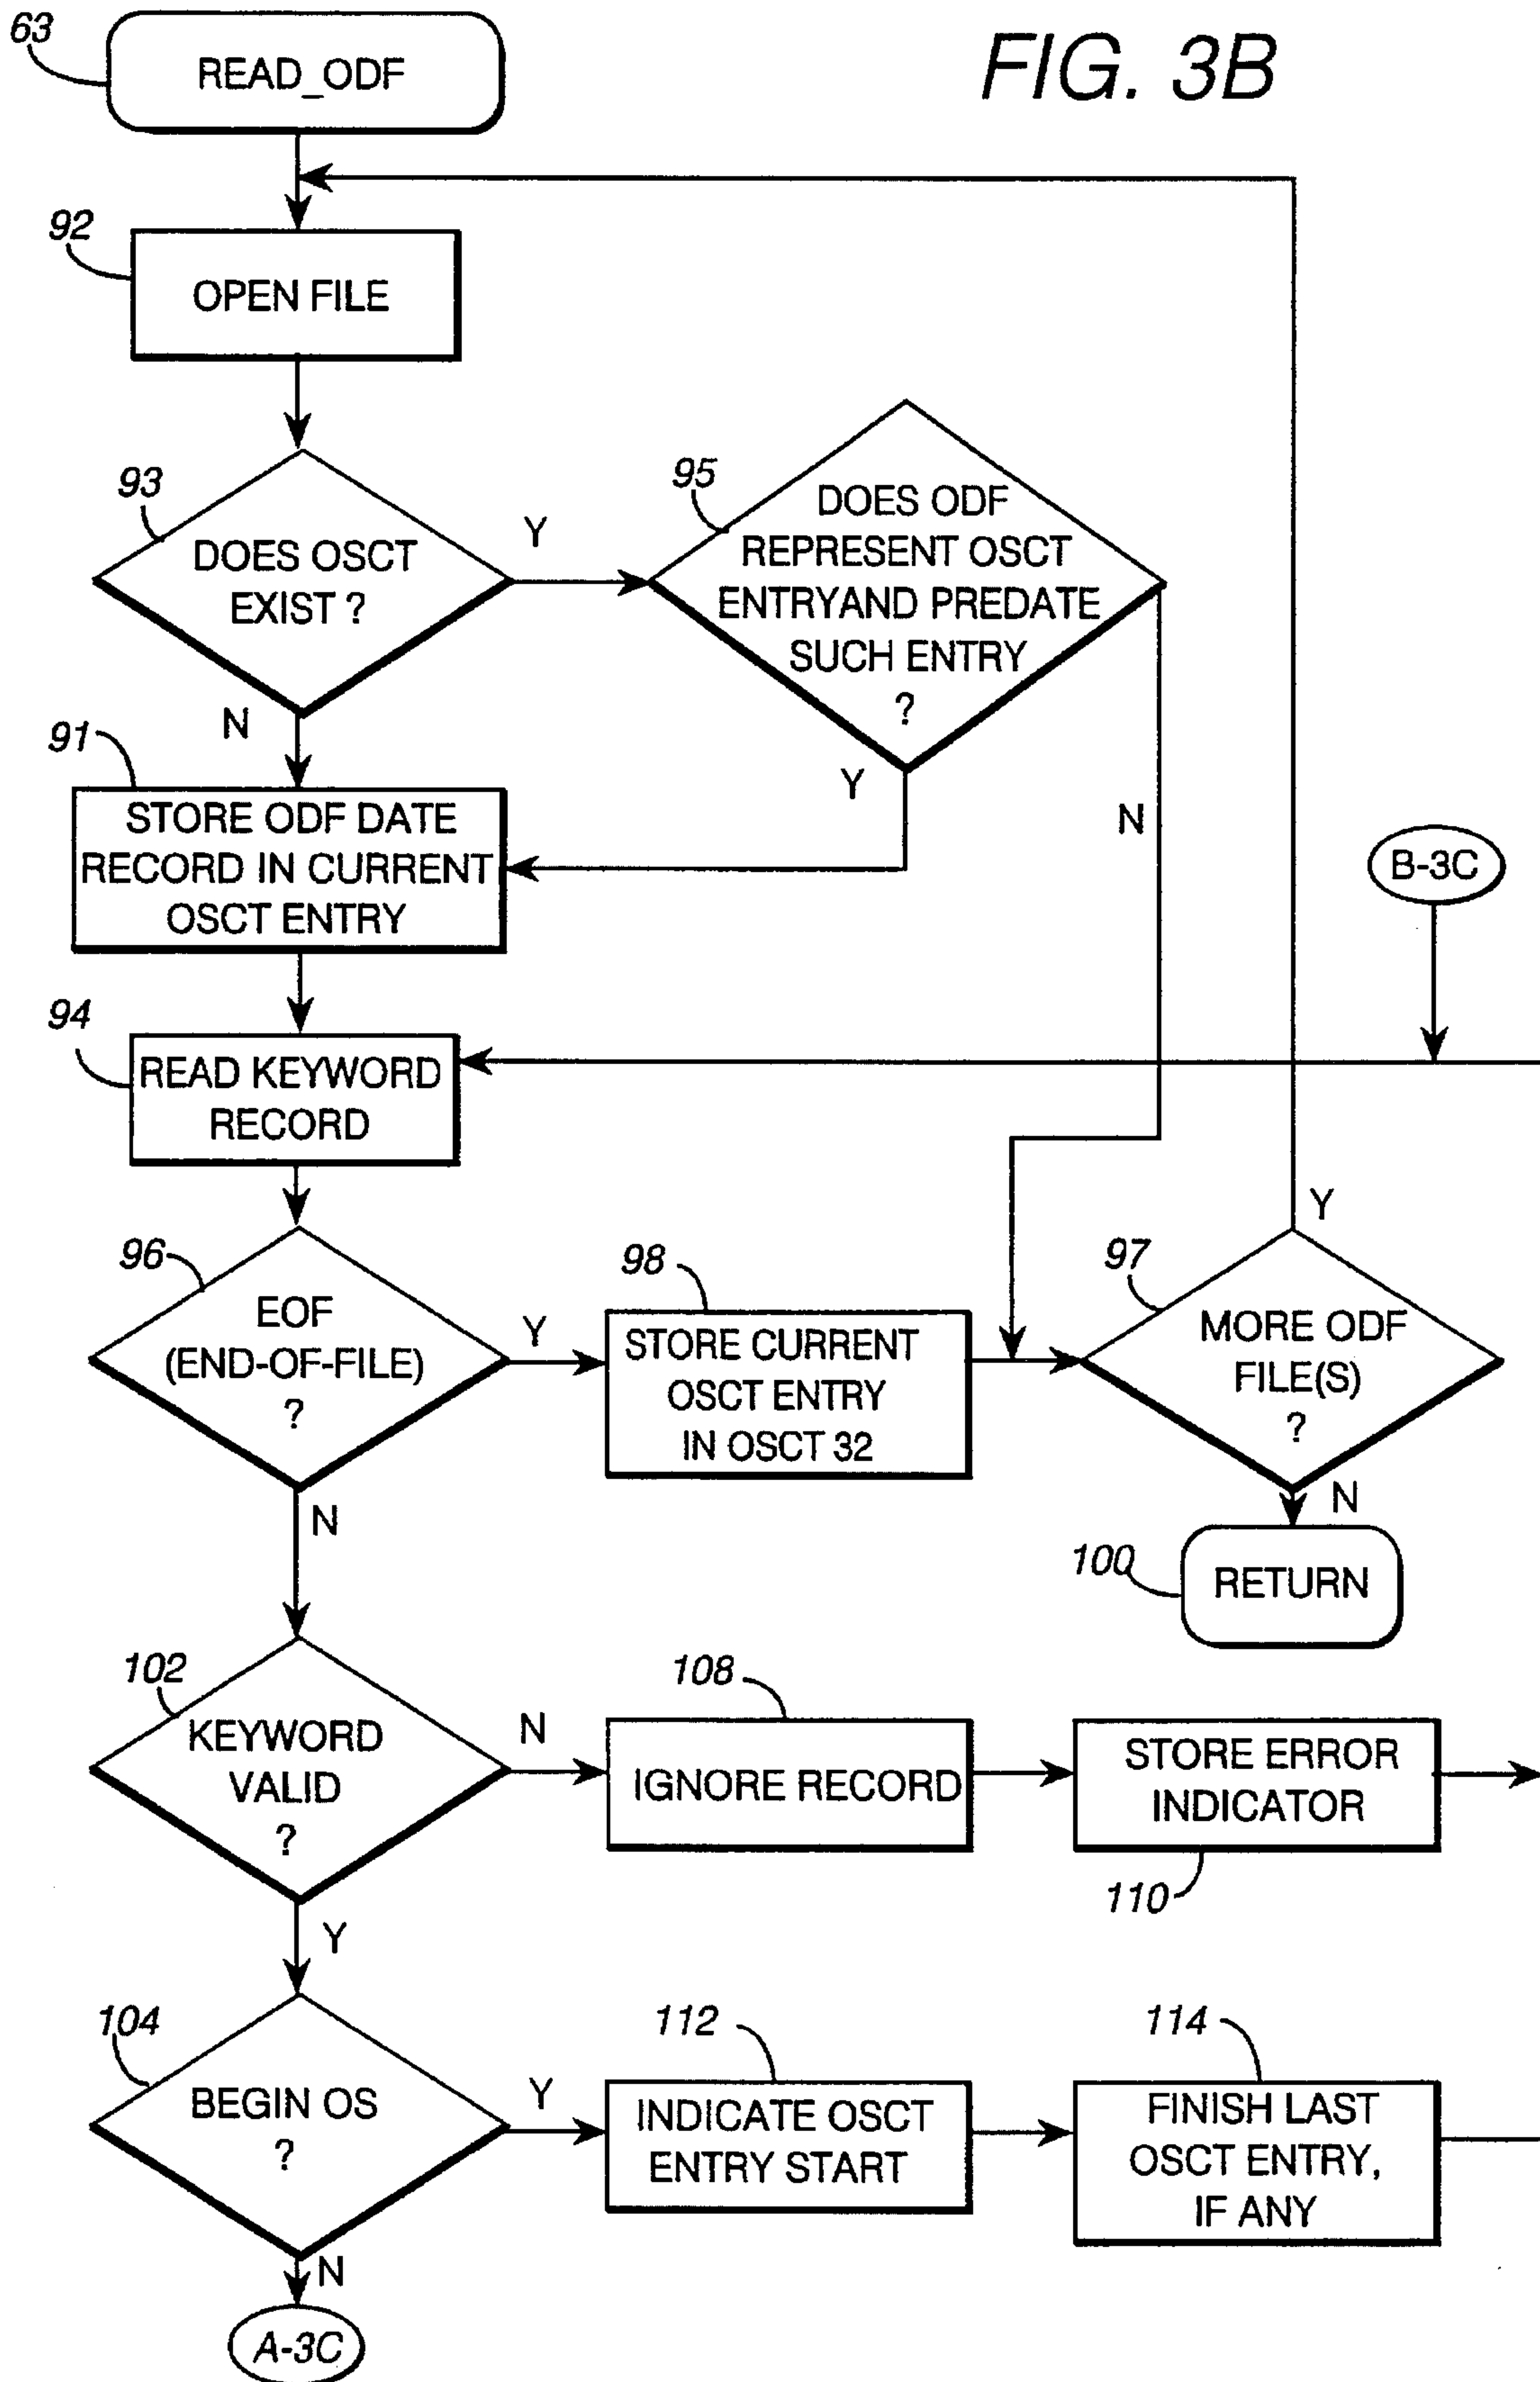 63
READ_ODF
FIG. 3B
92
OPEN FILE
93
DOES OSCT
EXIST ?
Y
N
95
DOES ODF
REPRESENT OSCT
ENTRYAND PREDATE
SUCH ENTRY
?
Y
N
91
STORE ODF DATE
RECORD IN CURRENT
OSCT ENTRY
B-3C
94
READ KEYWORD
RECORD
96
EOF
(END-OF-FILE)
?
Y
N
98
STORE CURRENT
OSCT ENTRY
IN OSCT 32
97
MORE ODF
FILE(S)
?
Y
N
100
RETURN
102
KEYWORD
VALID
?
N
Y
108
IGNORE RECORD
STORE ERROR
INDICATOR
110
104
BEGIN OS
?
Y
N
112
INDICATE OSCT
ENTRY START
114
FINISH LAST
OSCT ENTRY,
IF ANY
A-3C